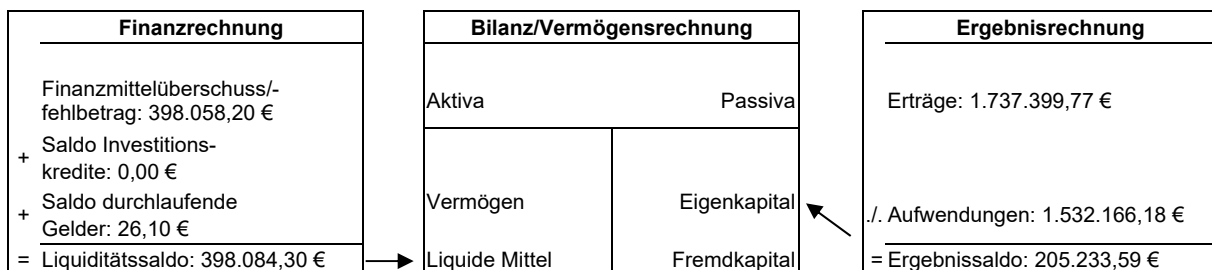 Finanzrechnung
Finanzmittelüberschuss/-
fehlbetrag: 398.058,20 €
+ Saldo Investitions-
kredite: 0,00 €
+ Saldo durchlaufende
Gelder: 26,10 €
= Liquiditätssaldo: 398.084,30 €
Bilanz/Vermögensrechnung
Aktiva Passiva
Vermögen Eigenkapital
Liquide Mittel Fremdkapital
Ergebnisrechnung
Erträge: 1.737.399,77 €
./. Aufwendungen: 1.532.166,18 €
= Ergebnissaldo: 205.233,59 €